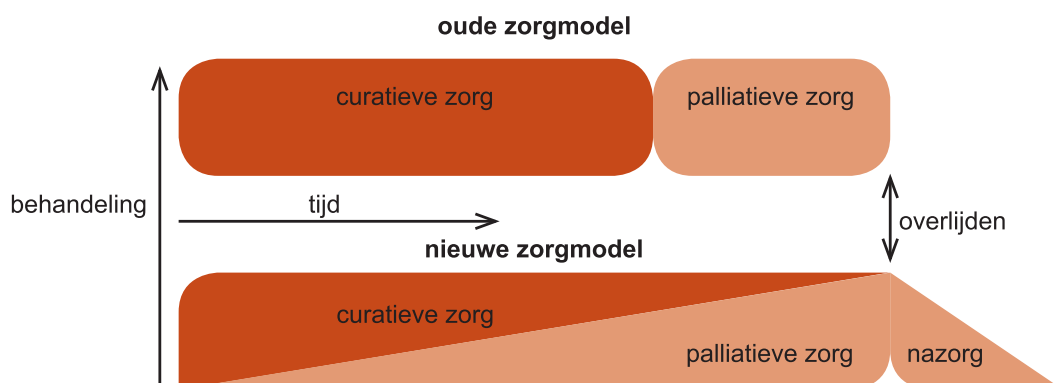 oude zorgmodel
curatieve zorg
palliatieve zorg
behandeling
tijd
overlijden
nieuwe zorgmodel
curatieve zorg
palliatieve zorg
nazorg